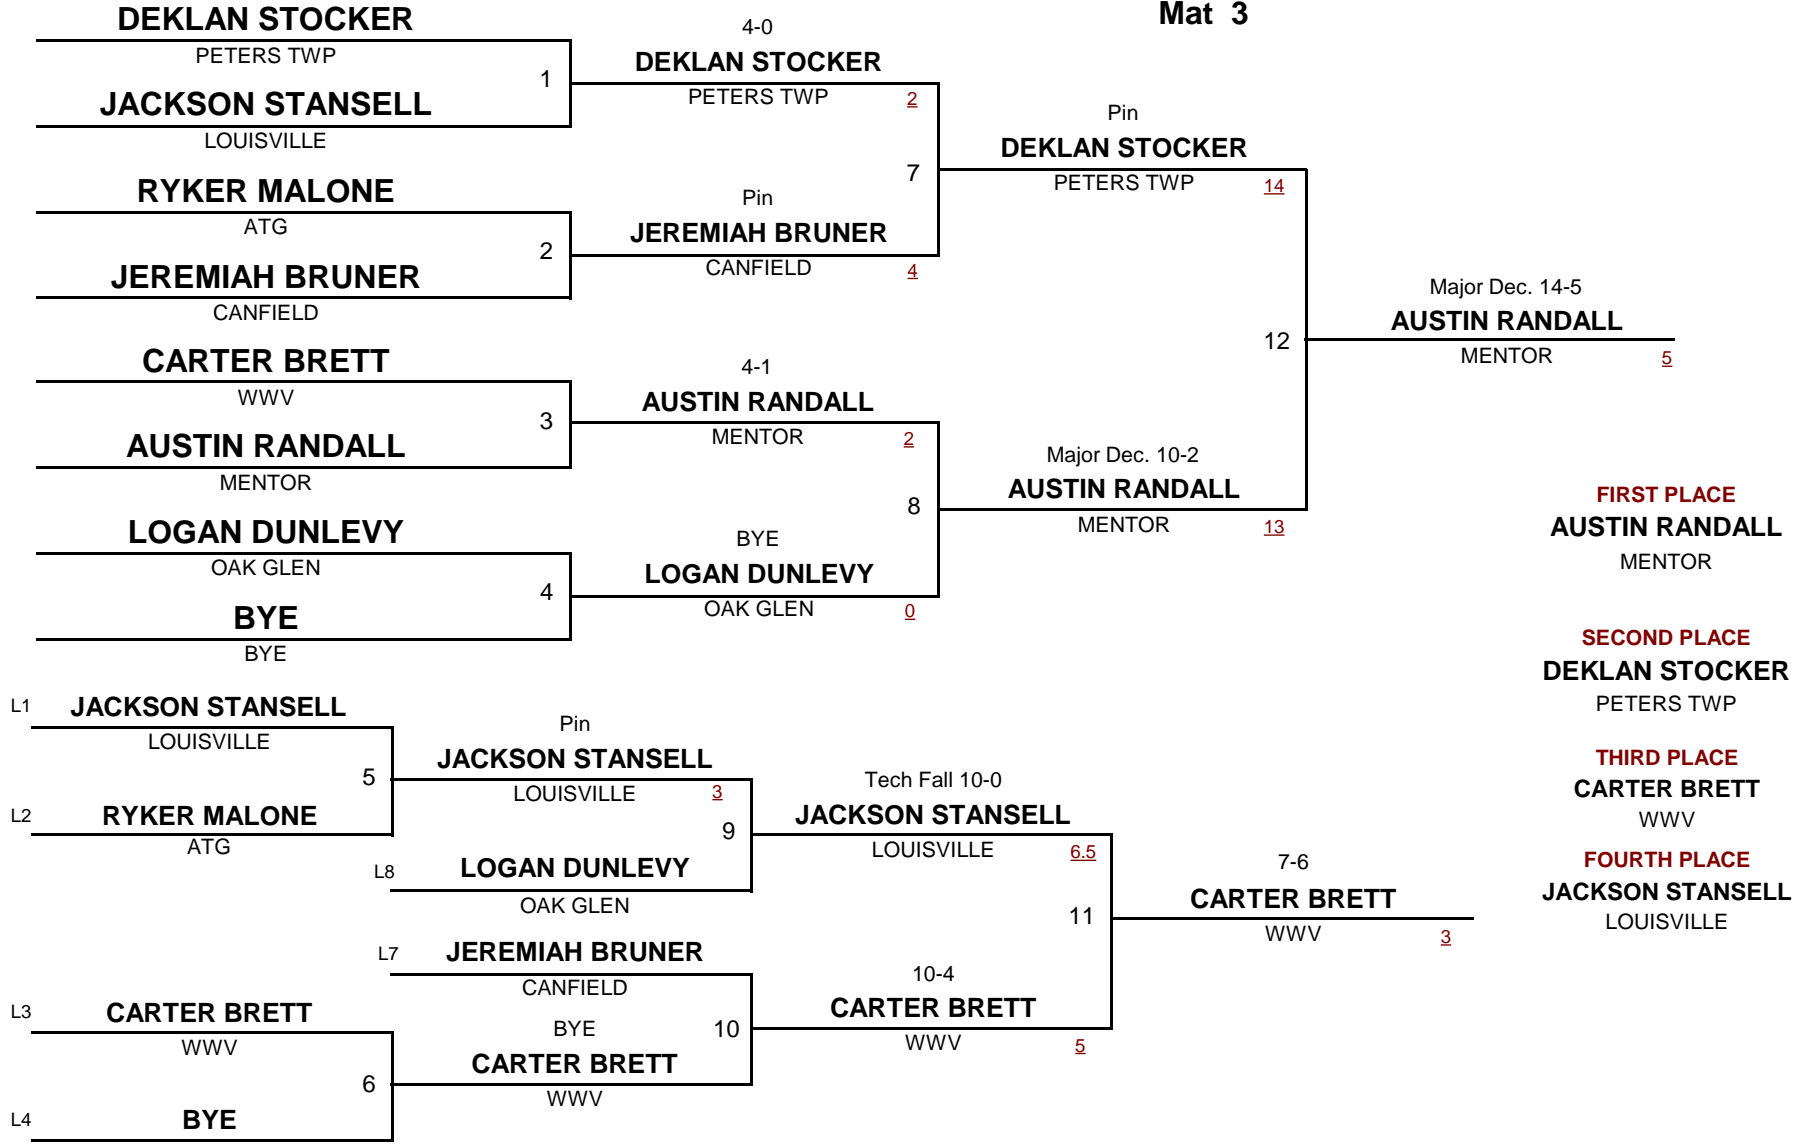 Mat 3
DEKLAN STOCKER
PETERS TWP
1
JACKSON STANSELL
LOUISVILLE
RYKER MALONE
ATG
2
JEREMIAH BRUNER
CANFIELD
CARTER BRETT
WWV
3
AUSTIN RANDALL
MENTOR
LOGAN DUNLEVY
OAK GLEN
4
BYE
BYE
4-0
DEKLAN STOCKER
PETERS TWP 2
7
Pin
JEREMIAH BRUNER
CANFIELD 4
4-1
AUSTIN RANDALL
MENTOR 2
8
BYE
LOGAN DUNLEVY
OAK GLEN 0
Pin
DEKLAN STOCKER
PETERS TWP 14
12
Major Dec. 10-2
AUSTIN RANDALL
MENTOR 13
Major Dec. 14-5
AUSTIN RANDALL
MENTOR 5
FIRST PLACE
AUSTIN RANDALL
MENTOR
SECOND PLACE
DEKLAN STOCKER
PETERS TWP
THIRD PLACE
CARTER BRETT
WWV
FOURTH PLACE
JACKSON STANSELL
LOUISVILLE
L1 JACKSON STANSELL
LOUISVILLE
5
L2 RYKER MALONE
ATG
L3 CARTER BRETT
WWV
6
L4 BYE
Pin
JACKSON STANSELL
LOUISVILLE 3
9
L8 LOGAN DUNLEVY
OAK GLEN
L7 JEREMIAH BRUNER
CANFIELD
BYE 10
CARTER BRETT
WWV
Tech Fall 10-0
JACKSON STANSELL
LOUISVILLE 6.5
11
10-4
CARTER BRETT
WWV 5
7-6
CARTER BRETT
WWV 3